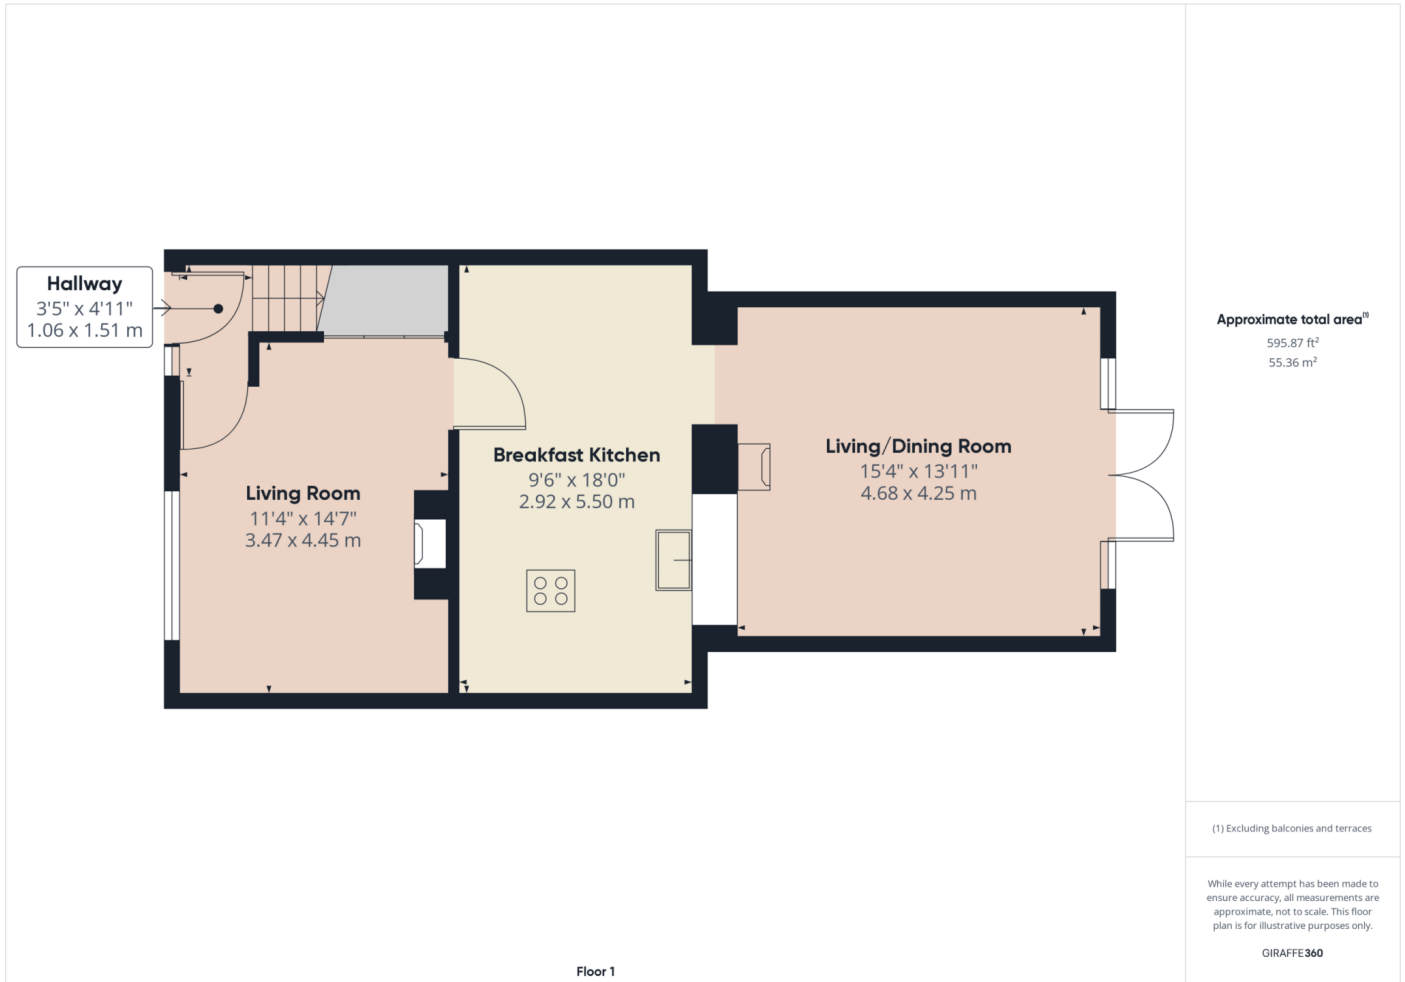 Hallway
3'5" x 4'11"
1.06 x 1.51 m
Living Room
11'4" x 14'7"
3.47 x 4.45 m
Breakfast Kitchen
9'6" x 18'0"
2.92 x 5.50 m
Living/Dining Room
15'4" x 13'11"
4.68 x 4.25 m
Floor 1
Approximate total area(1)
595.87 ft²
55.36 m²
(1) Excluding balconies and terraces
While every attempt has been made to
ensure accuracy, all measurements are
approximate, not to scale. This floor
plan is for illustrative purposes only.
GIRAFFE360